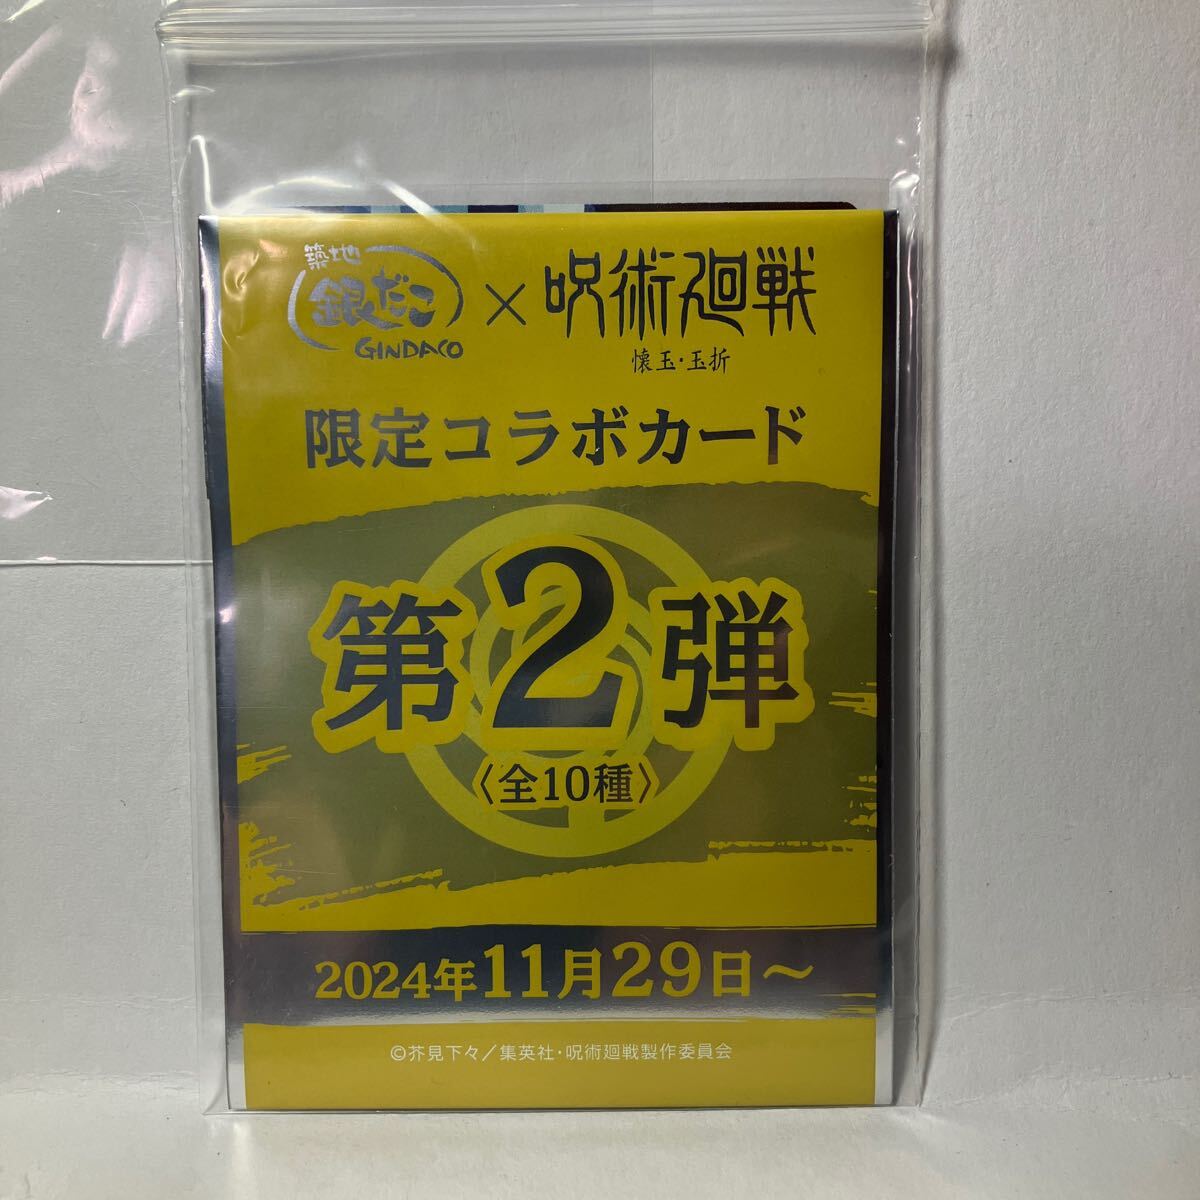 築地
銀だこ
GINDACO
×
呪術廻戦
懐玉・玉折
限定コラボカード
第2弾
〈全10種〉
2024年11月29日～
©芥見下々／集英社・呪術廻戦製作委員会